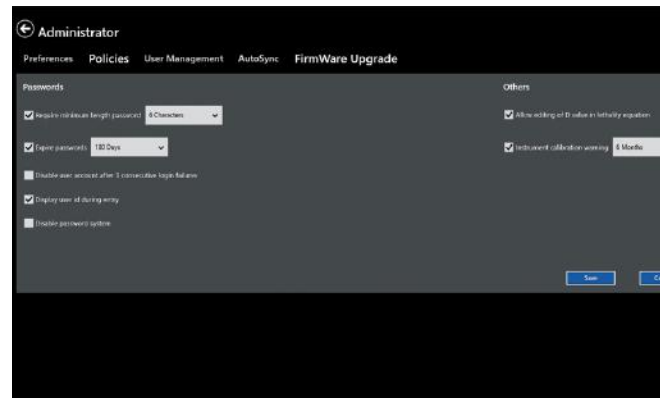 Administrator
Preferences Policies User Management AutoSync FirmWare Upgrade
Passwords
Require minimum length password
Expire passwords 180 Days
Disable user account after 3 consecutive login failures
Display user id during entry
Disable password system
Others
Allow editing of D value in lethality equation
Instrument calibration warning 6 Months
Save